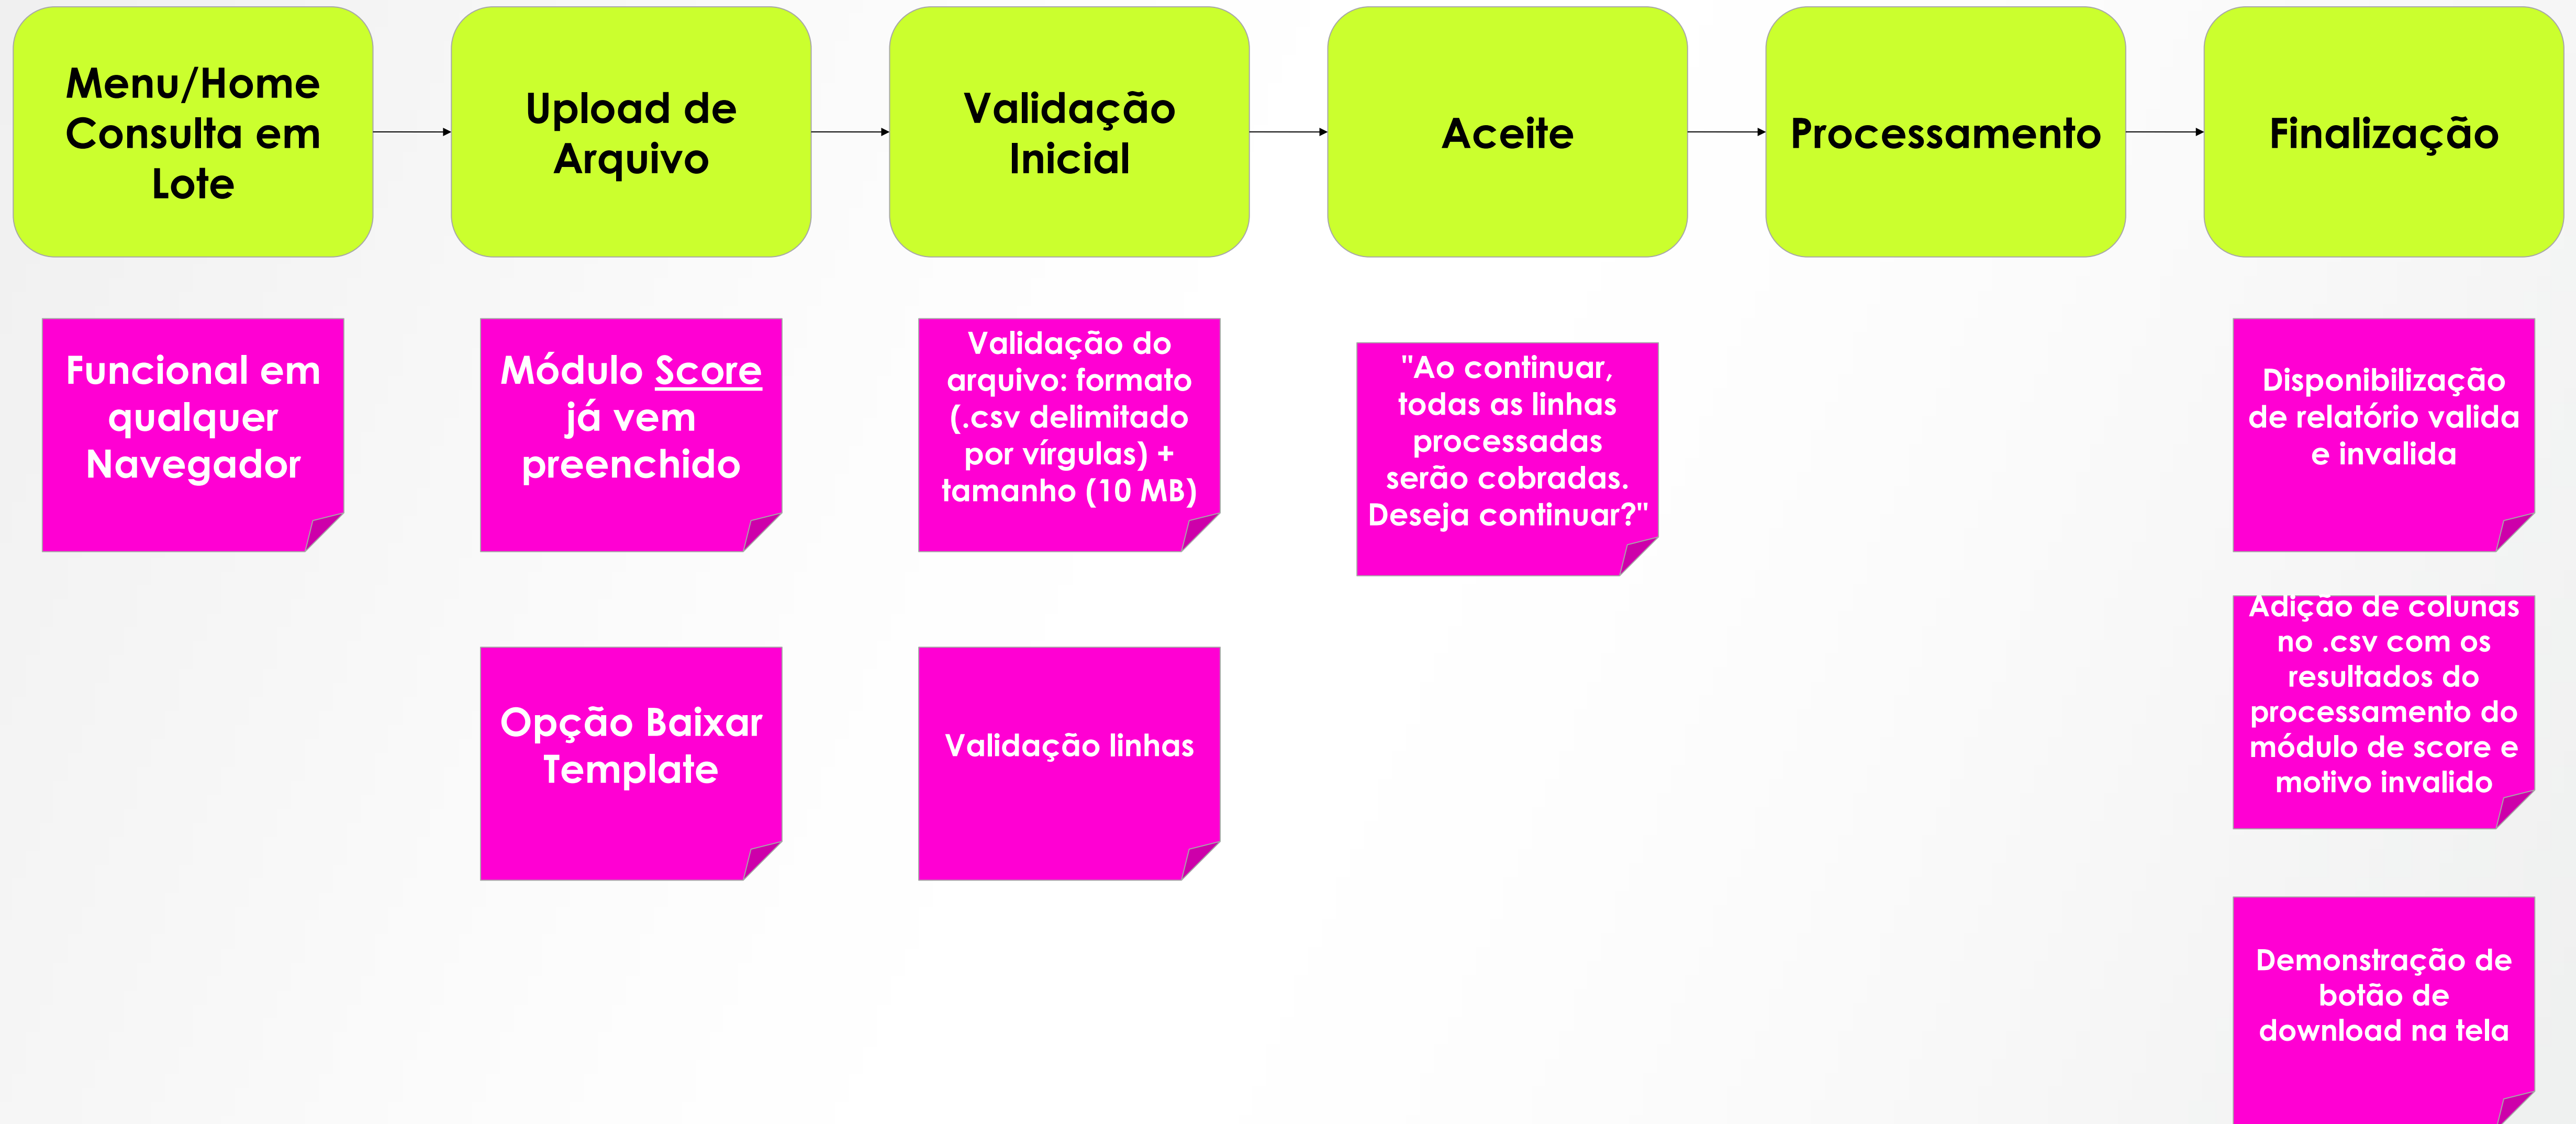 Menu/Home
Consulta em
Lote
Upload de
Arquivo
Validação
Inicial
Aceite
Processamento
Finalização
Funcional em
qualquer
Navegador
Módulo Score
já vem
preenchido
Validação do
arquivo: formato
(.csv delimitado
por vírgulas) +
tamanho (10 MB)
"Ao continuar,
todas as linhas
processadas
serão cobradas.
Deseja continuar?"
Disponibilização
de relatório valida
e invalida
Opção Baixar
Template
Validação linhas
Adição de colunas
no .csv com os
resultados do
processamento do
módulo de score e
motivo invalido
Demonstração de
botão de
download na tela